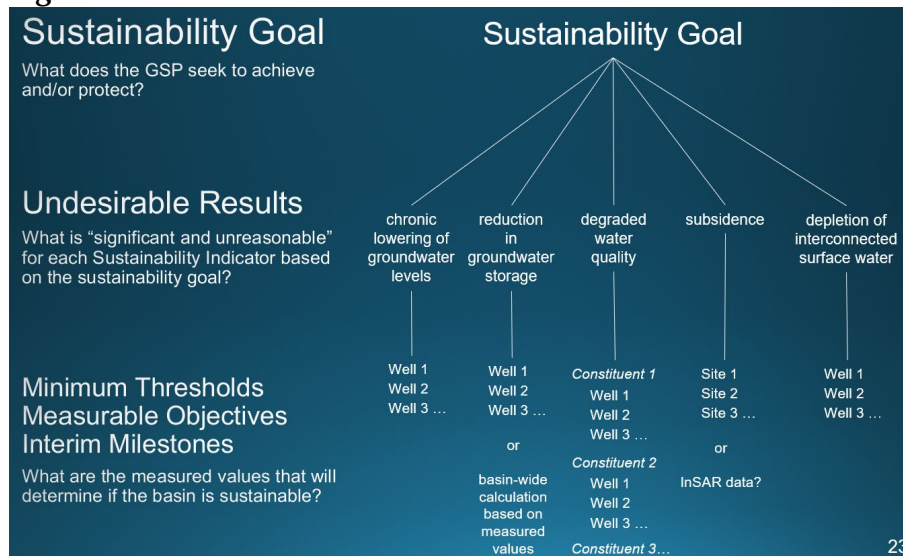 Sustainability Goal
What does the GSP seek to achieve
and/or protect?
Sustainability Goal
Undesirable Results
What is “significant and unreasonable”
for each Sustainability Indicator based
on the sustainability goal?
chronic
lowering of
groundwater
levels
reduction
in
groundwater
storage
degraded
water
quality
subsidence
depletion of
interconnected
surface water
Minimum Thresholds
Measurable Objectives
Interim Milestones
What are the measured values that will
determine if the basin is sustainable?
Well 1
Well 2
Well 3 …
Well 1
Well 2
Well 3 …
or
basin-wide
calculation
based on
measured
values
Constituent 1
Well 1
Well 2
Well 3 …
Constituent 2
Well 1
Well 2
Well 3 …
Constituent 3…
Site 1
Site 2
Site 3 …
or
InSAR data?
Well 1
Well 2
Well 3 …